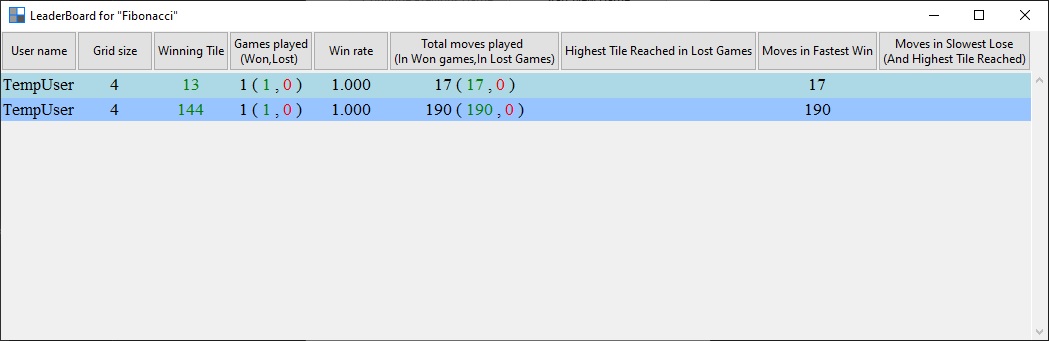 LeaderBoard for "Fibonacci"
User name Grid size Winning Tile Games played (Won,Lost) Win rate Total moves played (In Won games,In Lost Games) Highest Tile Reached in Lost Games Moves in Fastest Win Moves in Slowest Lose (And Highest Tile Reached)
TempUser 4 13 1 ( 1 , 0 ) 1.000 17 ( 17 , 0 ) 17
TempUser 4 144 1 ( 1 , 0 ) 1.000 190 ( 190 , 0 ) 190